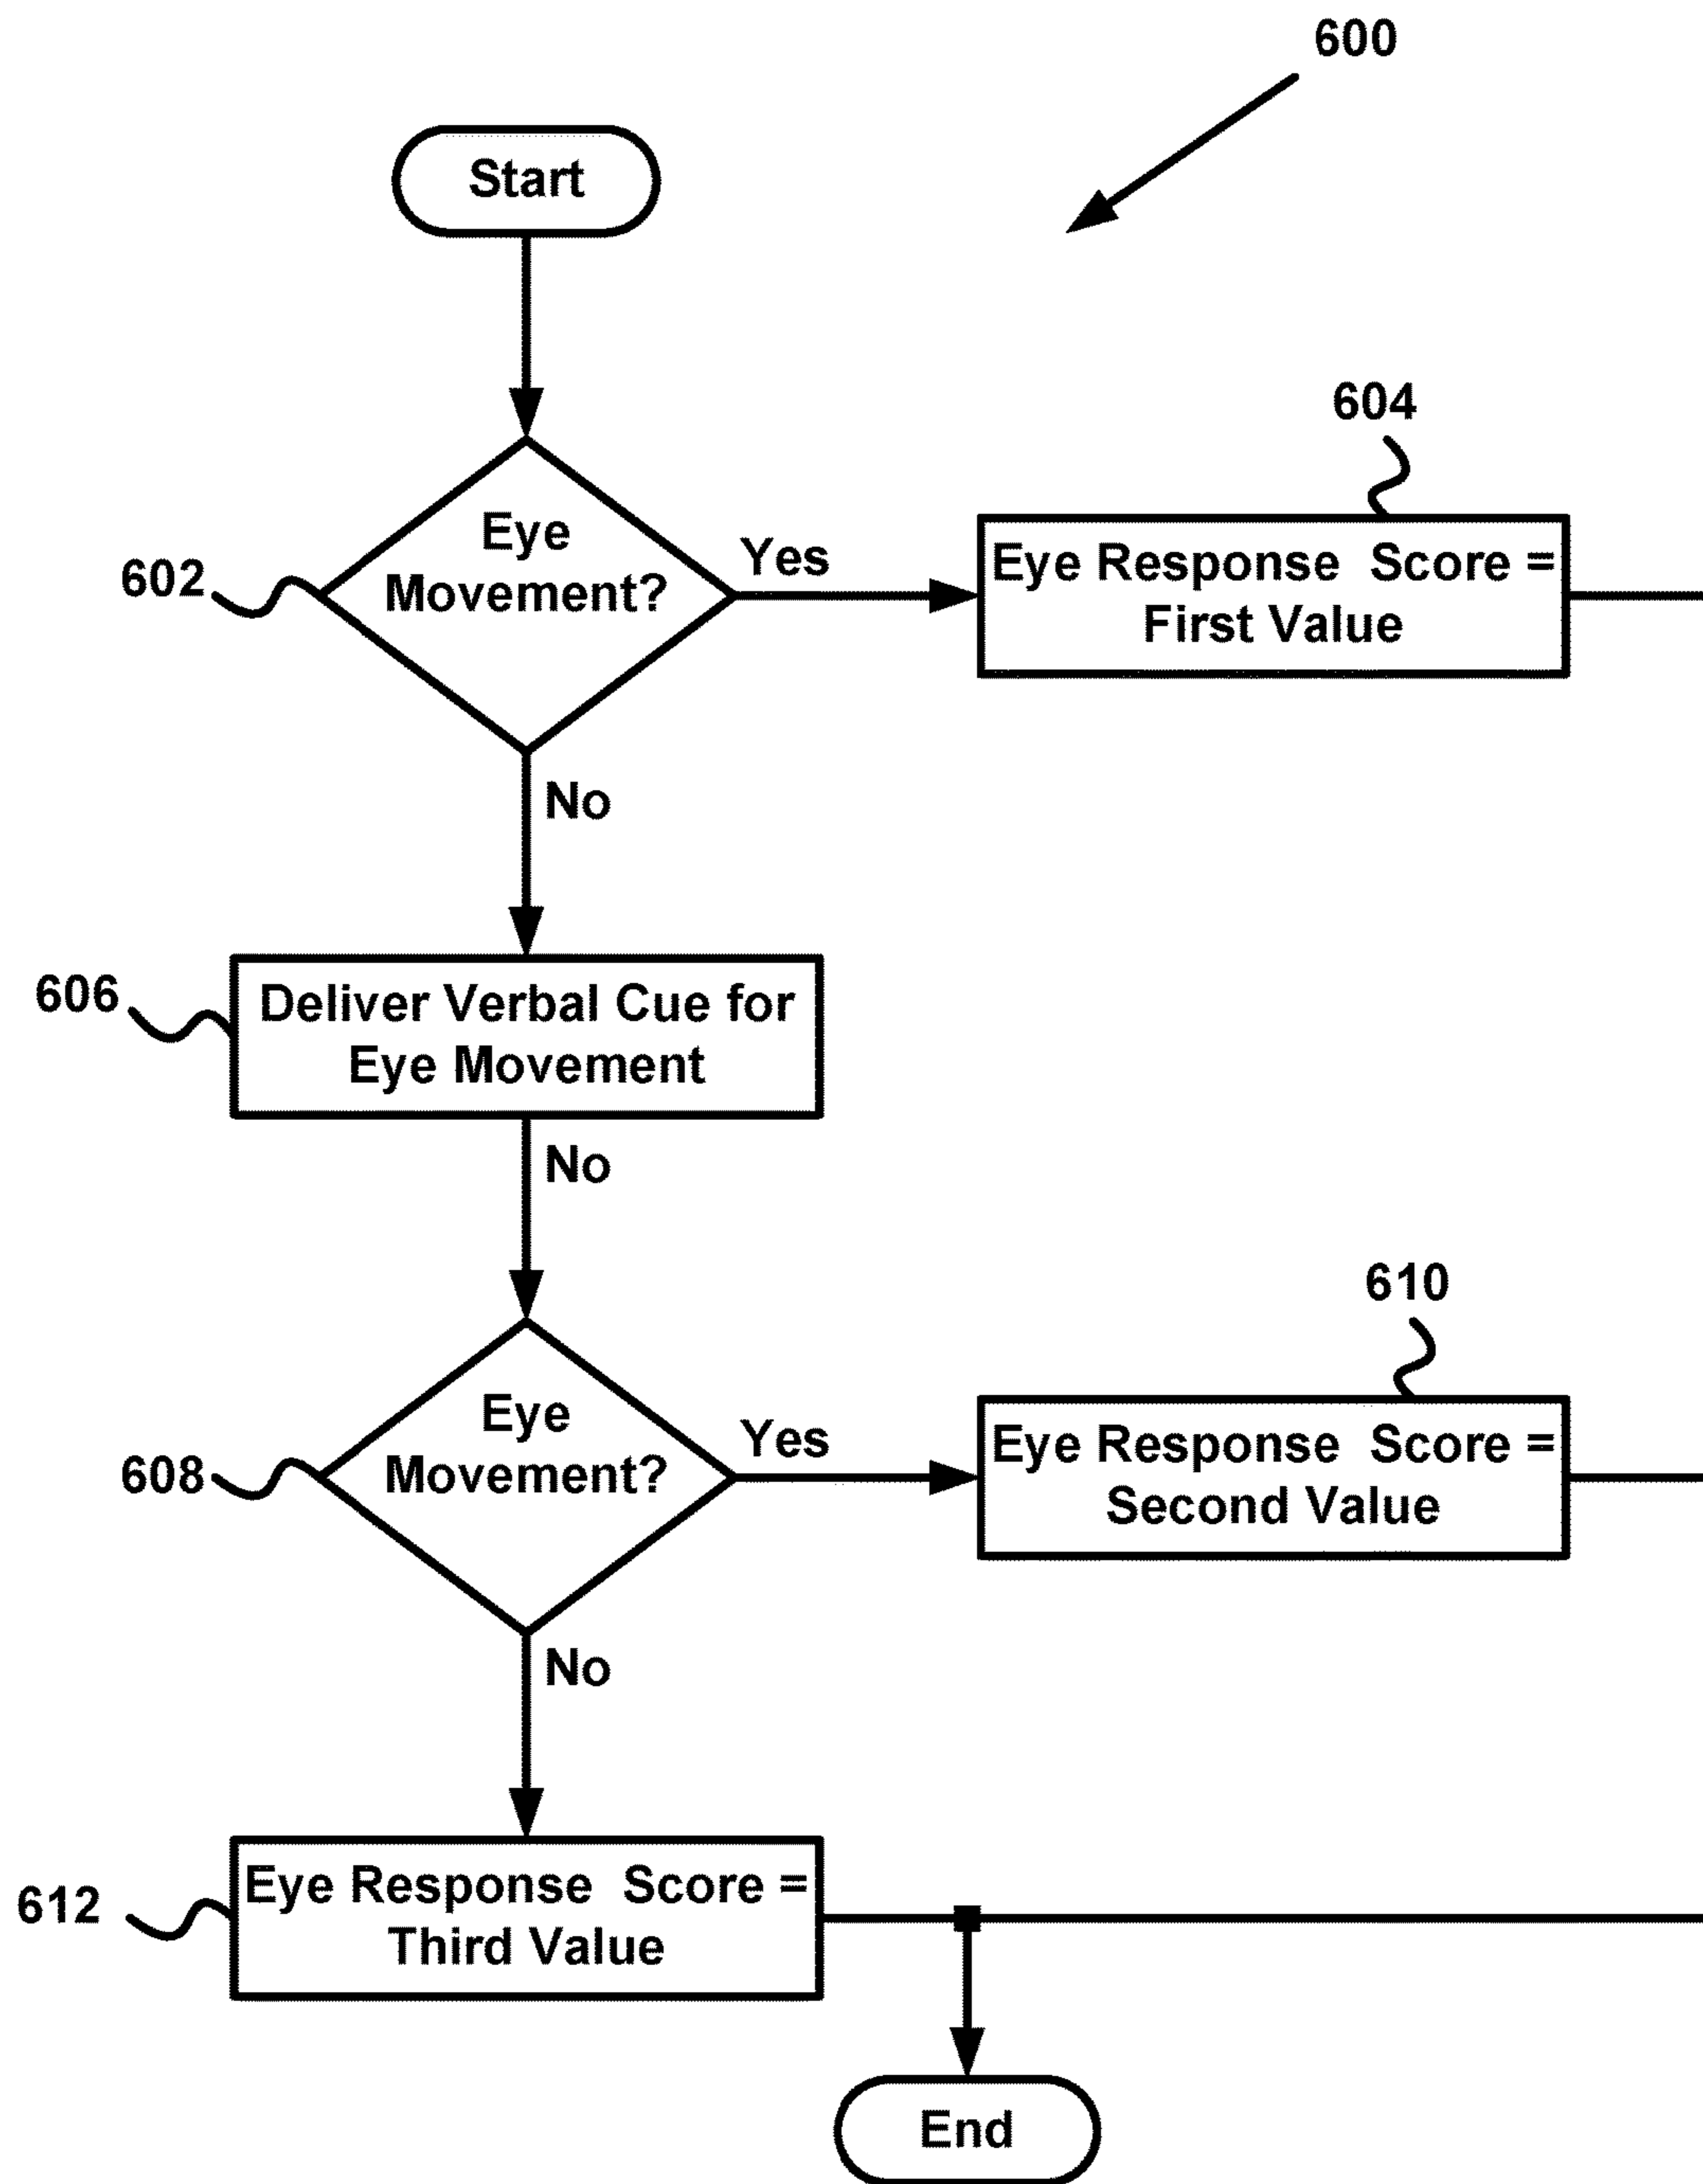 600
Start
604
Eye
Movement?
602
Yes
Eye Response  Score =
First Value
No
606
Deliver Verbal Cue for
Eye Movement
No
610
Eye
Movement?
608
Yes
Eye Response  Score =
Second Value
No
612
Eye Response  Score =
Third Value
End